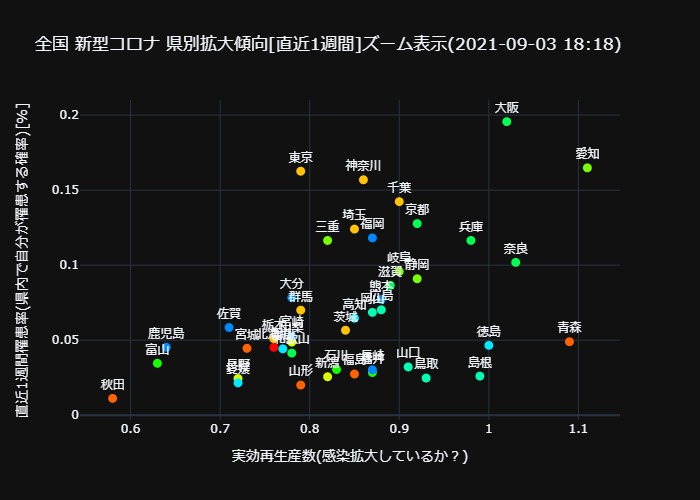 全国 新型コロナ 県別拡大傾向[直近1週間]ズーム表示(2021-09-03 18:18)
直近1週間罹患率(県内で自分が罹患する確率)[%]
0.2
0.15
0.1
0.05
0
大阪
愛知
東京
神奈川
千葉
埼玉
福岡
京都
三重
兵庫
奈良
岐阜
静岡
滋賀
熊本
広島
大分
群馬
高知
茨城
佐賀
宮崎
鹿児島
宮城
富山
徳島
青森
石川
新潟
福島
長崎
山口
鳥取
島根
山形
長野
愛媛
秋田
0.6
0.7
0.8
0.9
1
1.1
実効再生産数(感染拡大しているか？)